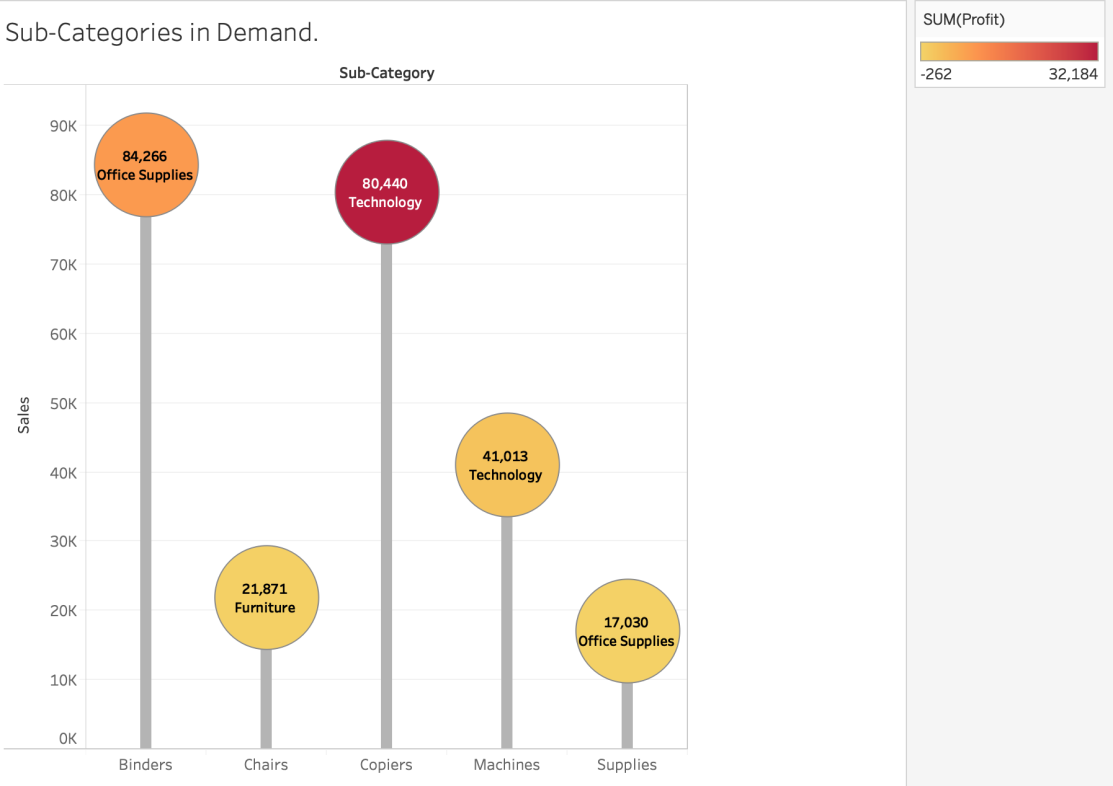 Sub-Categories in Demand.
Sub-Category
Sales
90K
80K
70K
60K
50K
40K
30K
20K
10K
0K
84,266
Office Supplies
21,871
Furniture
80,440
Technology
41,013
Technology
17,030
Office Supplies
Binders Chairs Copiers Machines Supplies
SUM(Profit)
-262 32,184